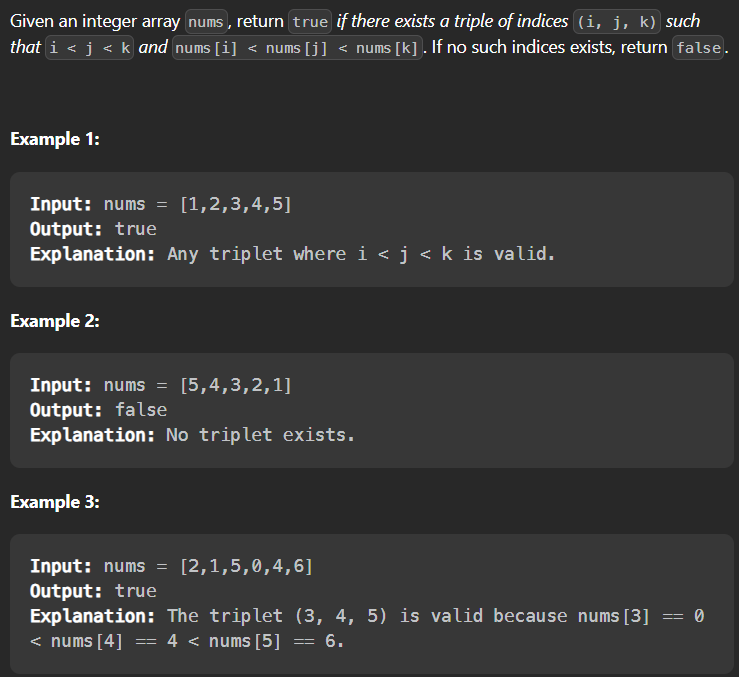 Given an integer array nums, return true if there exists a triple of indices (i, j, k) such
that i < j < k and nums[i] < nums[j] < nums[k]. If no such indices exists, return false.
Example 1:
Input: nums = [1,2,3,4,5]
Output: true
Explanation: Any triplet where i < j < k is valid.
Example 2:
Input: nums = [5,4,3,2,1]
Output: false
Explanation: No triplet exists.
Example 3:
Input: nums = [2,1,5,0,4,6]
Output: true
Explanation: The triplet (3, 4, 5) is valid because nums[3] == 0
< nums[4] == 4 < nums[5] == 6.